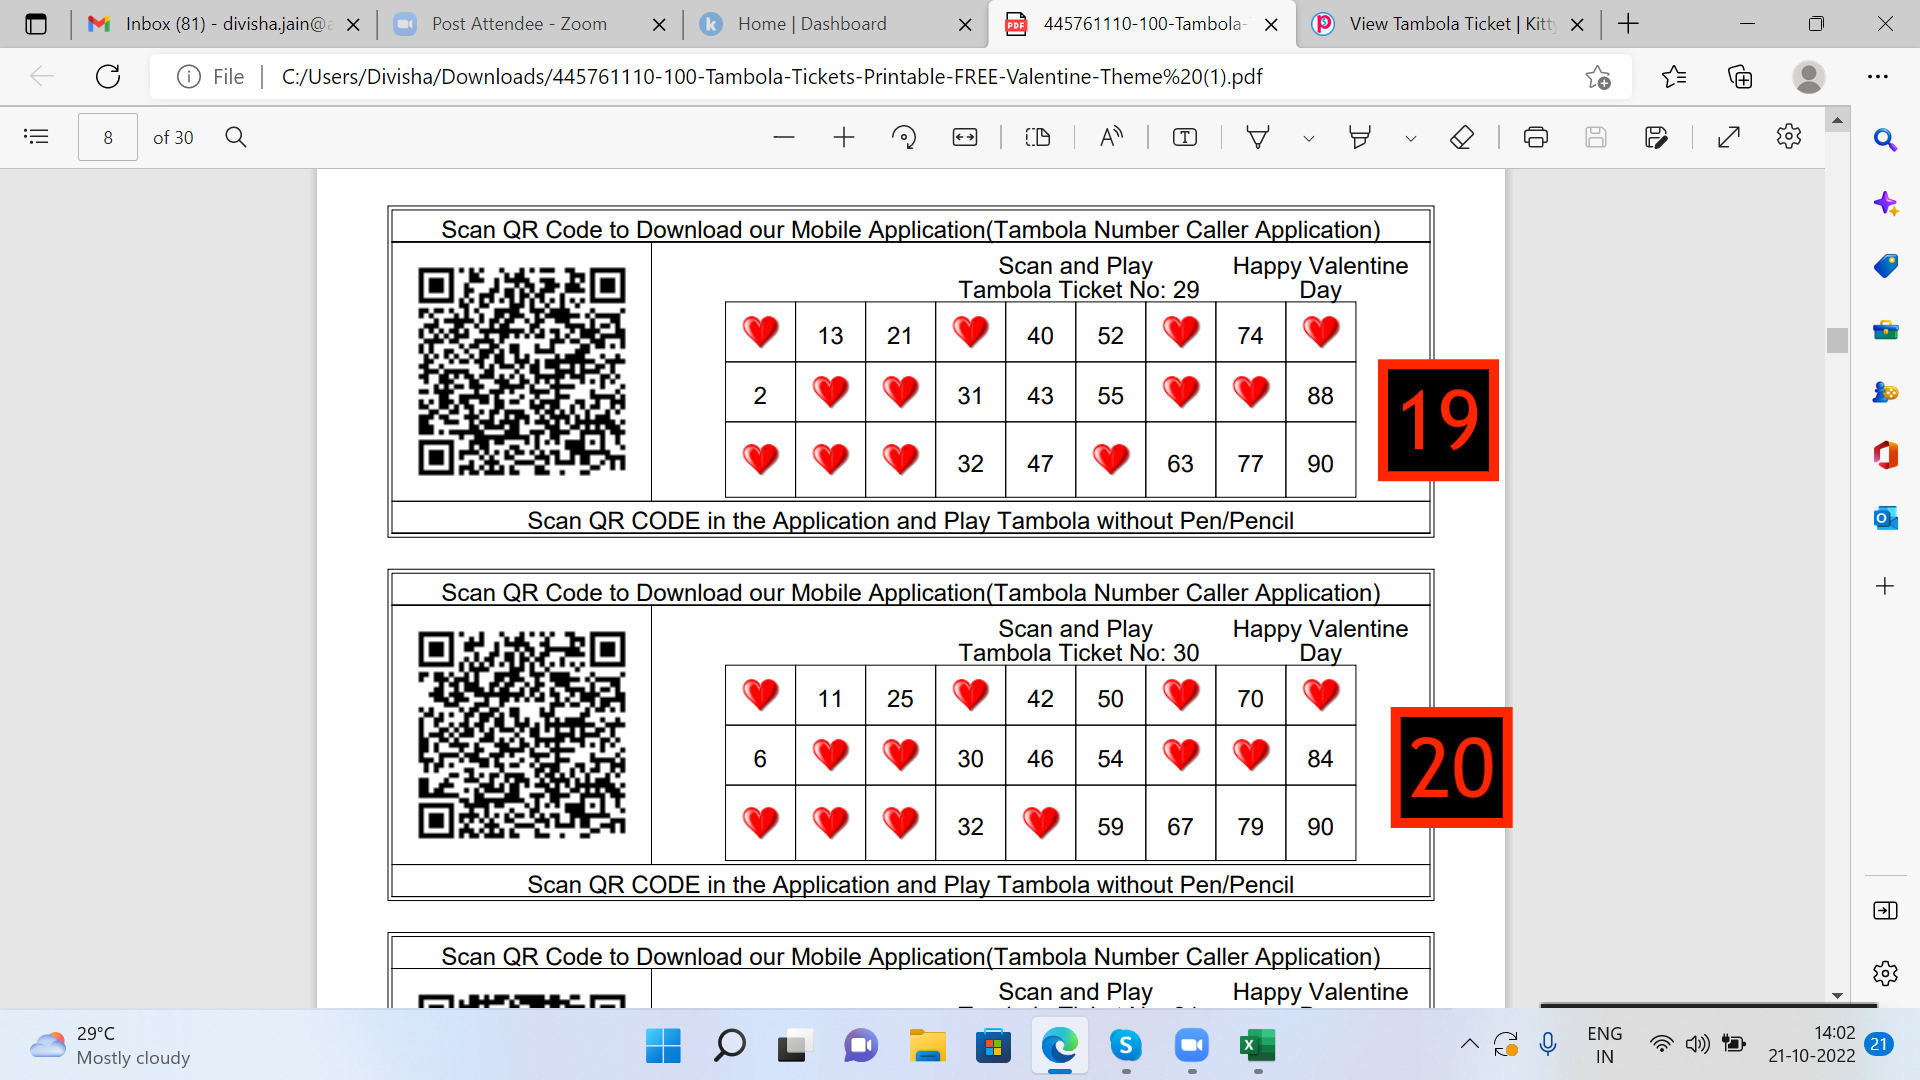 Inbox (81) - divisha.jain@a
Post Attendee - Zoom
Home | Dashboard
445761110-100-Tambola-
View Tambola Ticket | Kitty
File
C:/Users/Divisha/Downloads/445761110-100-Tambola-Tickets-Printable-FREE-Valentine-Theme%20(1).pdf
8 of 30
Scan QR Code to Download our Mobile Application(Tambola Number Caller Application)
Scan and Play Happy Valentine
Tambola Ticket No: 29 Day
13 21 40 52 74
2 31 43 55 88
32 47 63 77 90
19
Scan QR CODE in the Application and Play Tambola without Pen/Pencil
Scan QR Code to Download our Mobile Application(Tambola Number Caller Application)
Scan and Play Happy Valentine
Tambola Ticket No: 30 Day
11 25 42 50 70
6 30 46 54 84
32 59 67 79 90
20
Scan QR CODE in the Application and Play Tambola without Pen/Pencil
Scan QR Code to Download our Mobile Application(Tambola Number Caller Application)
Scan and Play Happy Valentine
29°C
Mostly cloudy
ENG
IN
14:02
21-10-2022
21